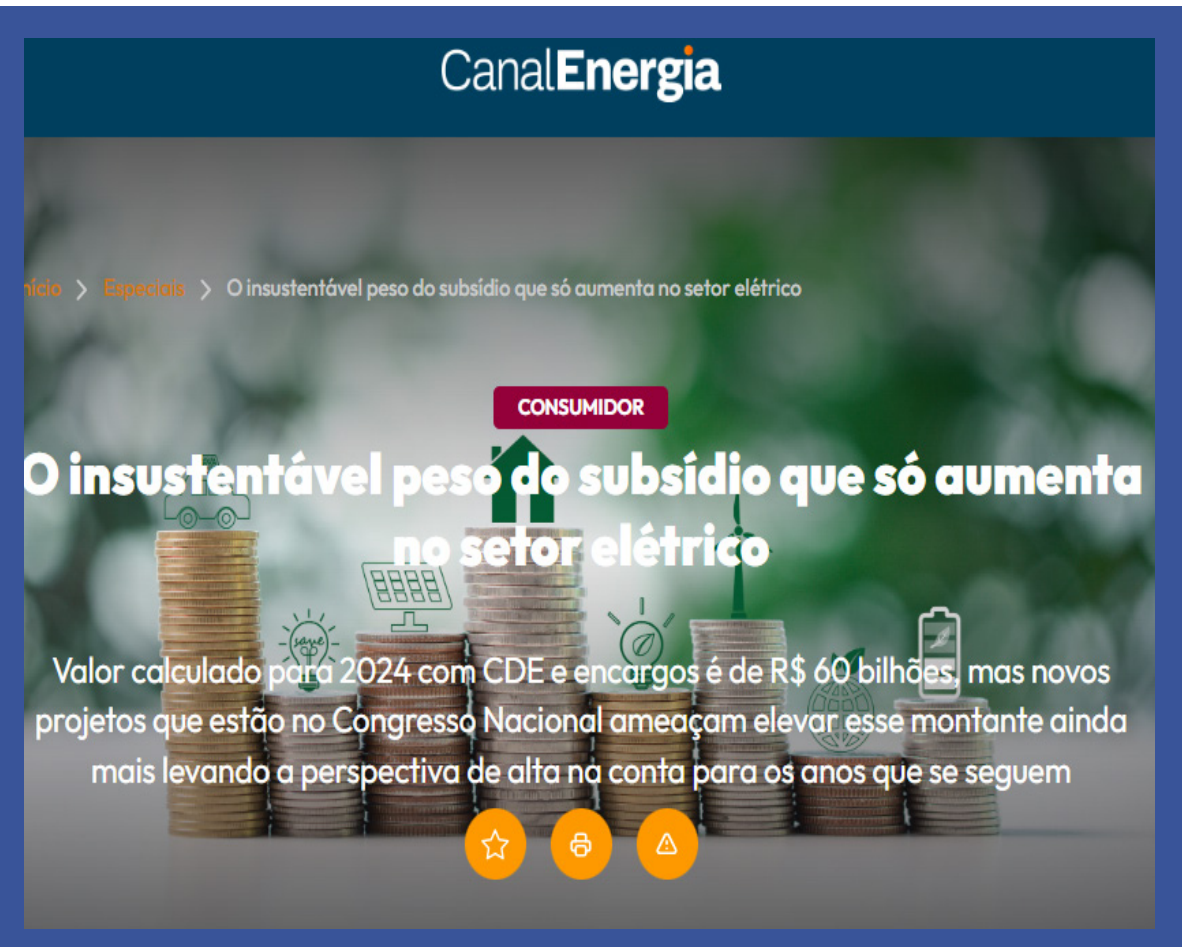 CanalEnergia
nício > Especiais > O insustentável peso do subsídio que só aumenta no setor elétrico
CONSUMIDOR
O insustentável peso do subsídio que só aumenta
no setor elétrico
save
Valor calculado para 2024 com CDE e encargos é de R$ 60 bilhões, mas novos
projetos que estão no Congresso Nacional ameaçam elevar esse montante ainda
mais levando a perspectiva de alta na conta para os anos que se seguem